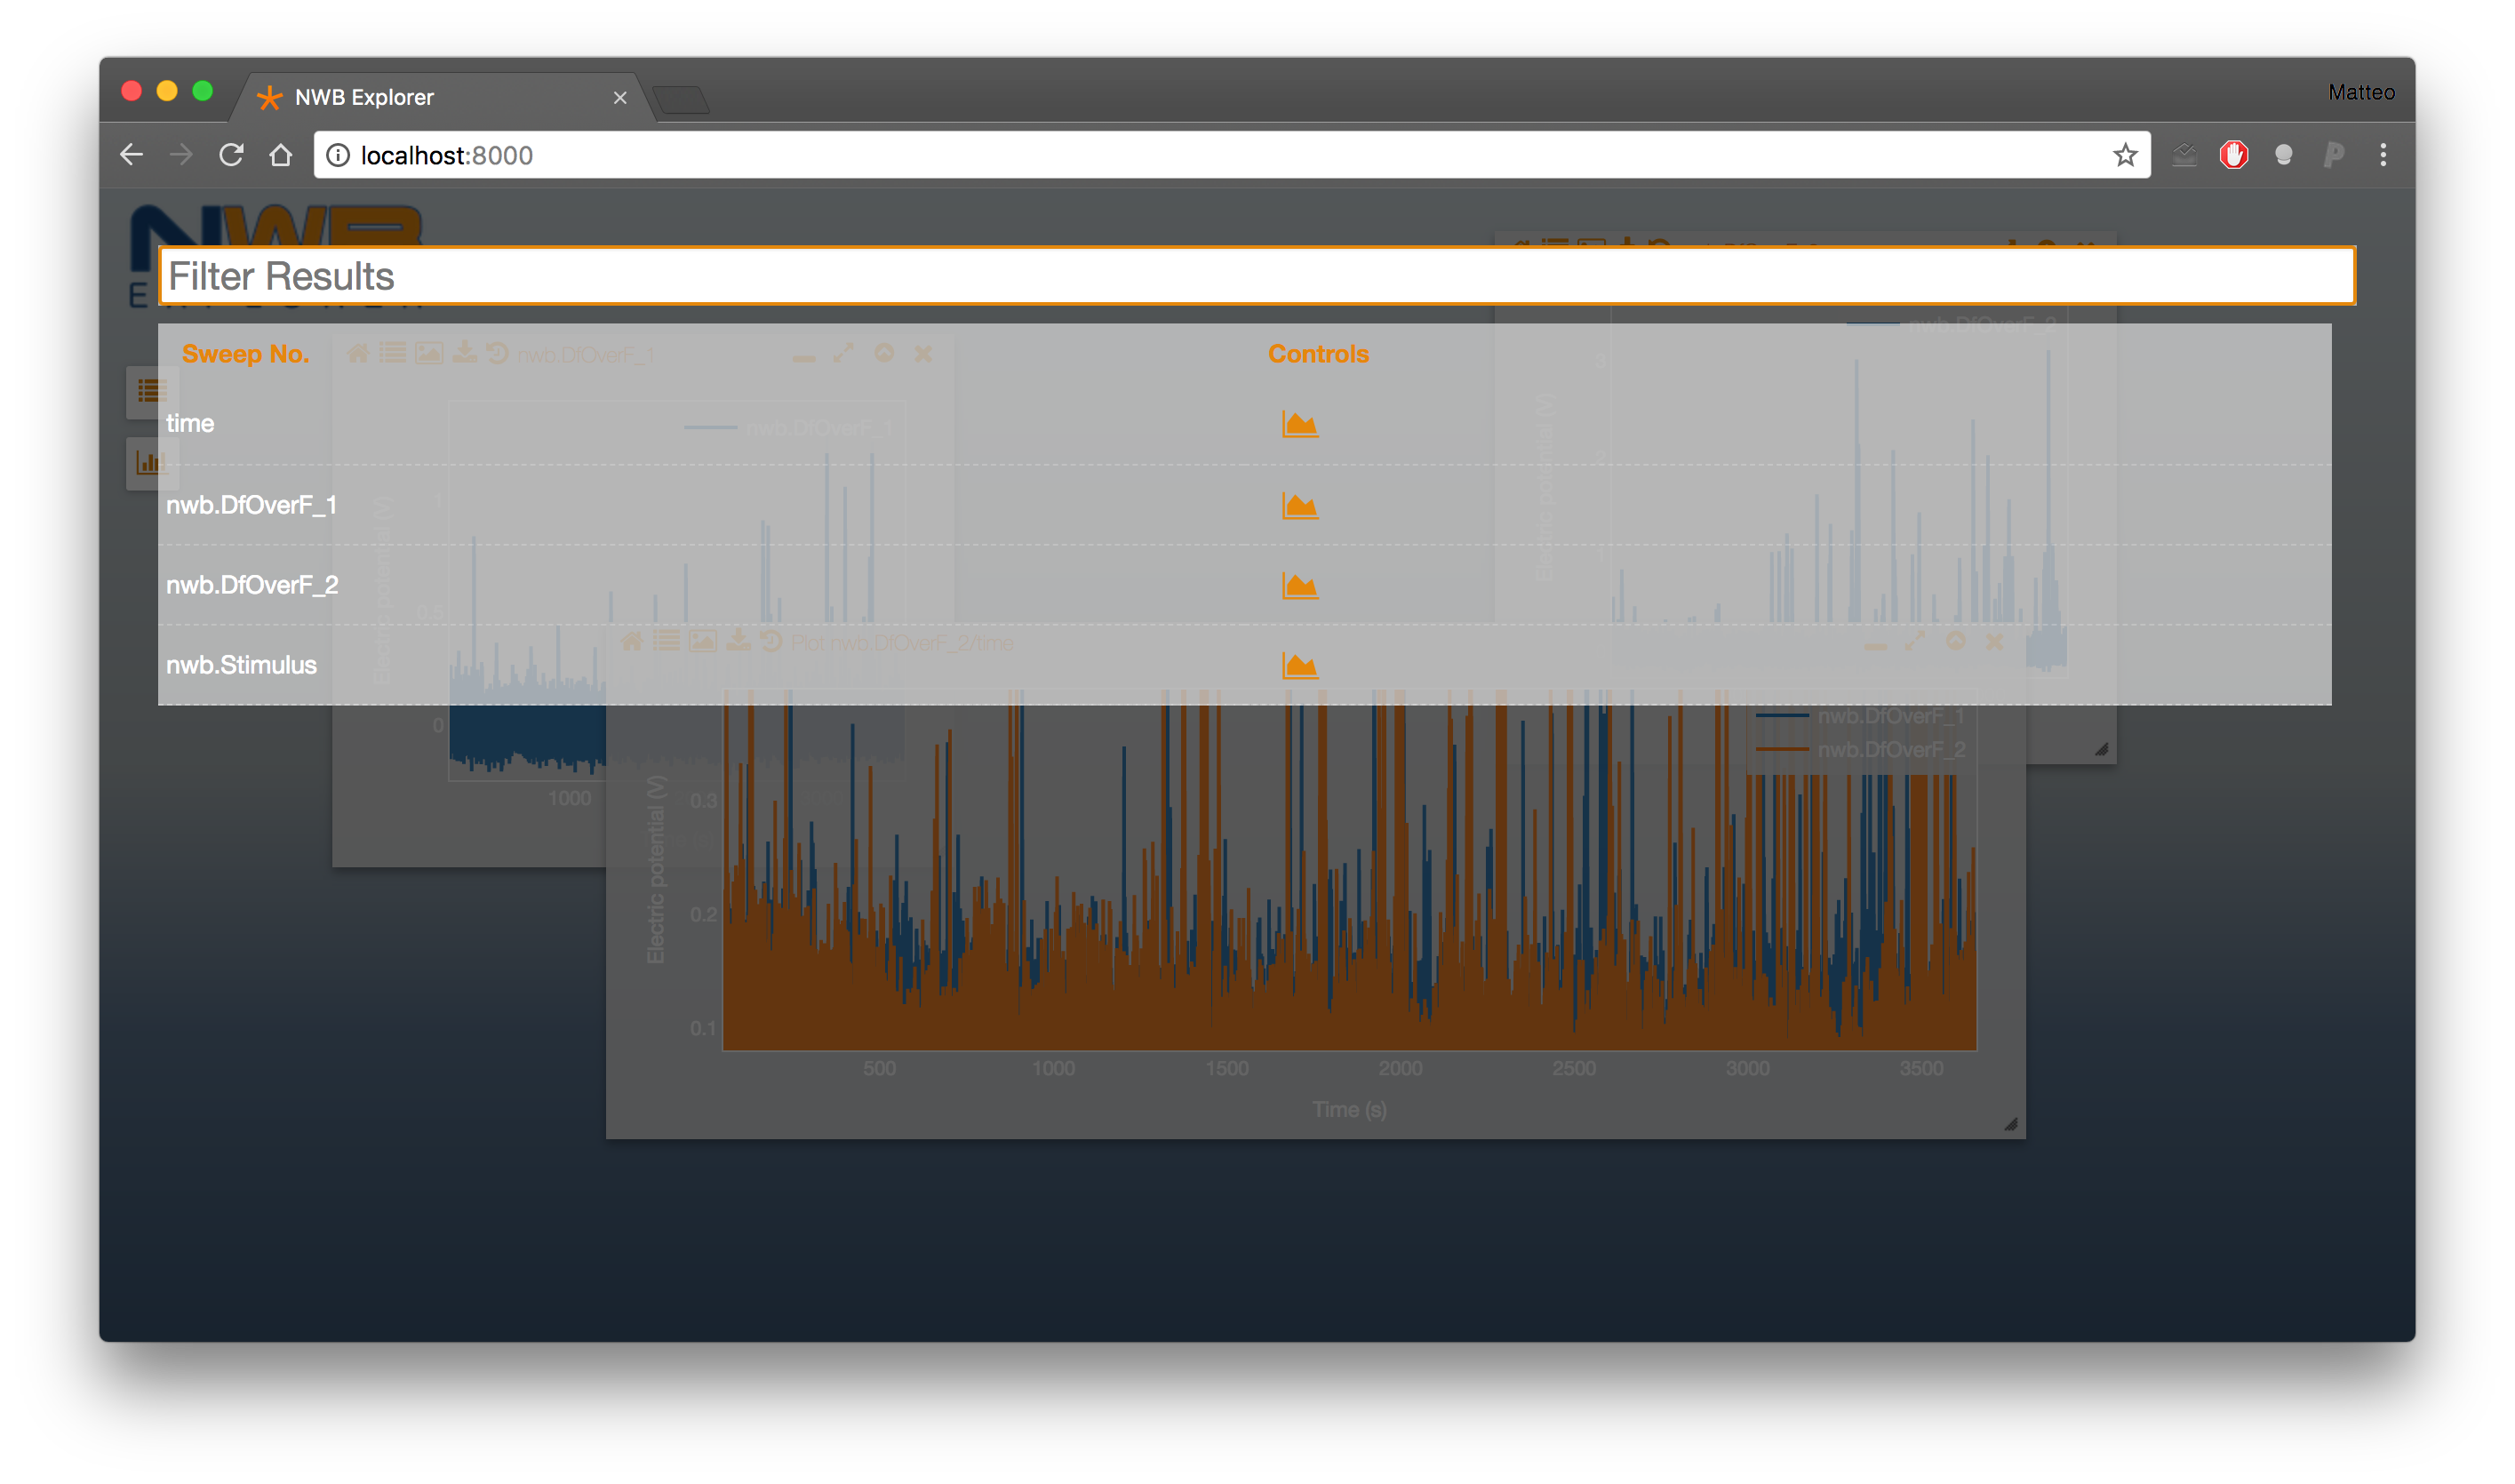 NWB Explorer
Matteo
localhost:8000
NWB
Filter Results
Sweep No.
Controls
time
nwb.DfOverF_1
nwb.DfOverF_2
nwb.Stimulus
nwb.DfOverF_1
nwb.DfOverF_1
Electric potential (V)
1
0.5
0
1000
nwb.DfOverF_2
3
Electric potential (V)
Plot nwb.DfOverF_2/time
nwb.DfOverF_1
nwb.DfOverF_2
Electric potential (V)
0.3
0.2
0.1
500
1000
1500
2000
2500
3000
3500
Time (s)